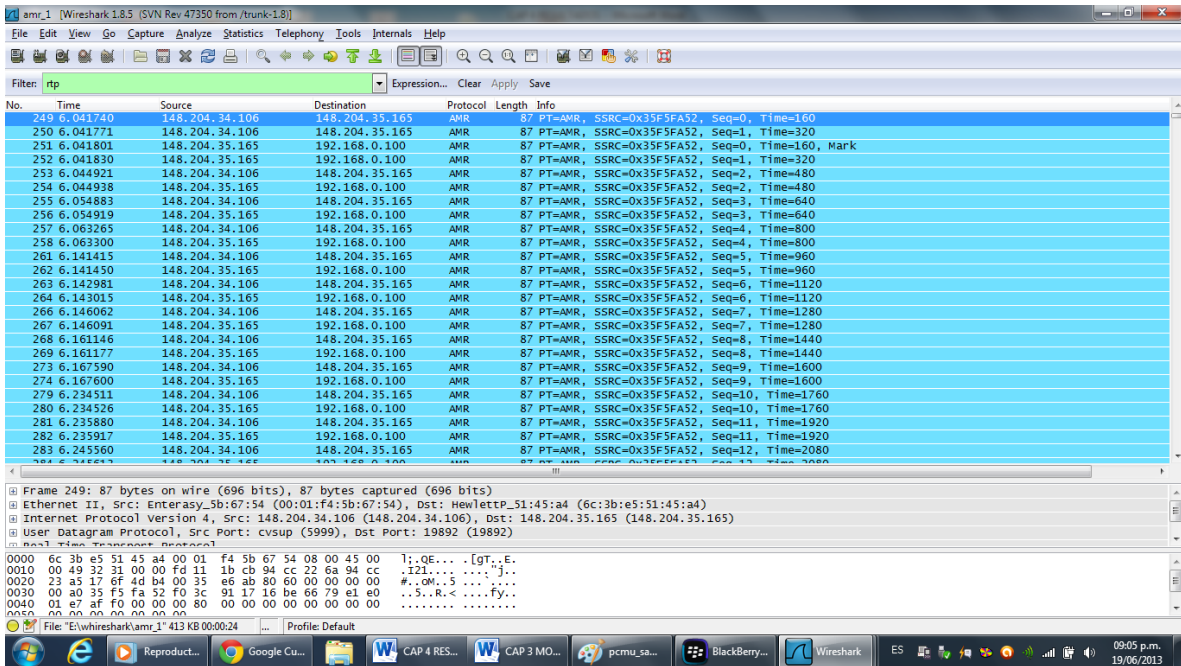 amr_1 [Wireshark 1.8.5 (SVN Rev 47350 from /trunk-1.8)]
File Edit View Go Capture Analyze Statistics Telephony Tools Internals Help
Filter: rtp Expression... Clear Apply Save
No. Time Source Destination Protocol Length Info
249 6.041740 148.204.34.106 148.204.35.165 AMR 87 PT=AMR, SSRC=0x35F5FA52, Seq=0, Time=160
250 6.041771 148.204.34.106 148.204.35.165 AMR 87 PT=AMR, SSRC=0x35F5FA52, Seq=1, Time=320
251 6.041801 148.204.35.165 192.168.0.100 AMR 87 PT=AMR, SSRC=0x35F5FA52, Seq=0, Time=160, Mark
252 6.041830 148.204.35.165 192.168.0.100 AMR 87 PT=AMR, SSRC=0x35F5FA52, Seq=1, Time=320
253 6.044921 148.204.34.106 148.204.35.165 AMR 87 PT=AMR, SSRC=0x35F5FA52, Seq=2, Time=480
254 6.044938 148.204.35.165 192.168.0.100 AMR 87 PT=AMR, SSRC=0x35F5FA52, Seq=2, Time=480
255 6.054883 148.204.34.106 148.204.35.165 AMR 87 PT=AMR, SSRC=0x35F5FA52, Seq=3, Time=640
256 6.054919 148.204.35.165 192.168.0.100 AMR 87 PT=AMR, SSRC=0x35F5FA52, Seq=3, Time=640
257 6.063265 148.204.34.106 148.204.35.165 AMR 87 PT=AMR, SSRC=0x35F5FA52, Seq=4, Time=800
258 6.063300 148.204.35.165 192.168.0.100 AMR 87 PT=AMR, SSRC=0x35F5FA52, Seq=4, Time=800
261 6.141415 148.204.34.106 148.204.35.165 AMR 87 PT=AMR, SSRC=0x35F5FA52, Seq=5, Time=960
262 6.141450 148.204.35.165 192.168.0.100 AMR 87 PT=AMR, SSRC=0x35F5FA52, Seq=5, Time=960
263 6.142981 148.204.34.106 148.204.35.165 AMR 87 PT=AMR, SSRC=0x35F5FA52, Seq=6, Time=1120
264 6.143015 148.204.35.165 192.168.0.100 AMR 87 PT=AMR, SSRC=0x35F5FA52, Seq=6, Time=1120
266 6.146062 148.204.34.106 148.204.35.165 AMR 87 PT=AMR, SSRC=0x35F5FA52, Seq=7, Time=1280
267 6.146091 148.204.35.165 192.168.0.100 AMR 87 PT=AMR, SSRC=0x35F5FA52, Seq=7, Time=1280
268 6.161146 148.204.34.106 148.204.35.165 AMR 87 PT=AMR, SSRC=0x35F5FA52, Seq=8, Time=1440
269 6.161177 148.204.35.165 192.168.0.100 AMR 87 PT=AMR, SSRC=0x35F5FA52, Seq=8, Time=1440
273 6.167590 148.204.34.106 148.204.35.165 AMR 87 PT=AMR, SSRC=0x35F5FA52, Seq=9, Time=1600
274 6.167600 148.204.35.165 192.168.0.100 AMR 87 PT=AMR, SSRC=0x35F5FA52, Seq=9, Time=1600
279 6.234511 148.204.34.106 148.204.35.165 AMR 87 PT=AMR, SSRC=0x35F5FA52, Seq=10, Time=1760
280 6.234526 148.204.35.165 192.168.0.100 AMR 87 PT=AMR, SSRC=0x35F5FA52, Seq=10, Time=1760
281 6.235880 148.204.34.106 148.204.35.165 AMR 87 PT=AMR, SSRC=0x35F5FA52, Seq=11, Time=1920
282 6.235917 148.204.35.165 192.168.0.100 AMR 87 PT=AMR, SSRC=0x35F5FA52, Seq=11, Time=1920
283 6.245560 148.204.34.106 148.204.35.165 AMR 87 PT=AMR, SSRC=0x35F5FA52, Seq=12, Time=2080
Frame 249: 87 bytes on wire (696 bits), 87 bytes captured (696 bits)
Ethernet II, Src: Enterasy_5b:67:54 (00:01:f4:5b:67:54), Dst: HewlettP_51:45:a4 (6c:3b:e5:51:45:a4)
Internet Protocol Version 4, Src: 148.204.34.106 (148.204.34.106), Dst: 148.204.35.165 (148.204.35.165)
User Datagram Protocol, Src Port: cvsup (5999), Dst Port: 19892 (19892)
Real Time Transport Protocol
0000 6c 3b e5 51 45 a4 00 01 f4 5b 67 54 08 00 45 00 l;.QE... .[gT..E.
0010 00 49 32 31 00 00 fd 11 1b cb 94 cc 22 6a 94 cc .I21.... ...."j..
0020 23 a5 17 6f 4d b4 00 35 e6 ab 80 60 00 00 00 00 #..oM..5 ...`....
0030 00 a0 35 f5 fa 52 f0 3c 91 17 16 be 66 79 e1 e0 ..5..R.< ....fy..
0040 01 e7 af f0 00 00 00 80 00 00 00 00 00 00 00 00 ........ ........
0050 00 00 00 00 00 00 00
File: "E:\whireshark\amr_1" 413 KB 00:00:24 ... Profile: Default
Reproduct... Google Cu... CAP 4 RES... CAP 3 MO... pcmu_sa... BlackBerry... Wireshark ES 09:05 p.m.
19/06/2013